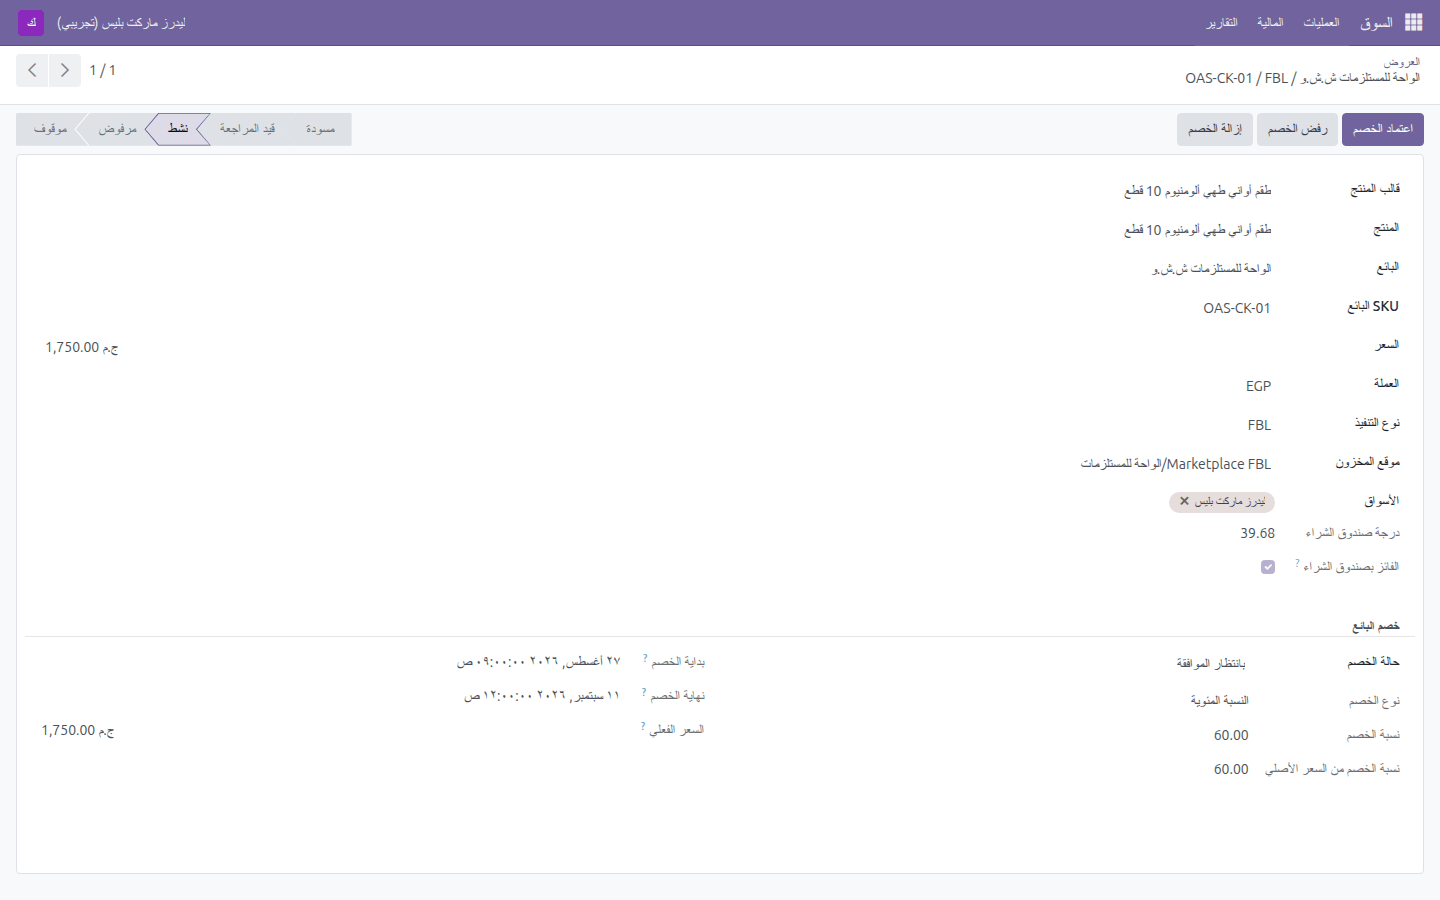 السوق العمليات المالية التقارير ليدرز ماركت بليس (تجريبي) لك
العروض
الواحة للمستلزمات ش.ش.و / OAS-CK-01 / FBL
1 / 1
اعتماد الخصم رفض الخصم إزالة الخصم
مسودة قيد المراجعة نشط مرفوض موقوف
قالب المنتج طقم أواني طهي ألومنيوم 10 قطع
المنتج طقم أواني طهي ألومنيوم 10 قطع
البائع الواحة للمستلزمات ش.ش.و
SKU البائع OAS-CK-01
السعر 1,750.00 ج.م
العملة EGP
نوع التنفيذ FBL
موقع المخزون Marketplace FBL/الواحة للمستلزمات
الأسواق ليدرز ماركت بليس
درجة صندوق الشراء 39.68
الفائز بصندوق الشراء ?
خصم البائع
حالة الخصم بانتظار الموافقة
نوع الخصم النسبة المئوية
نسبة الخصم 60.00
نسبة الخصم من السعر الأصلي 60.00
بداية الخصم ? ٢٧ أغسطس, ٢٠٢٦ ٠٩:٠٠:٠٠ ص
نهاية الخصم ? ١١ سبتمبر, ٢٠٢٦ ١٢:٠٠:٠٠ ص
السعر الفعلي ? 1,750.00 ج.م